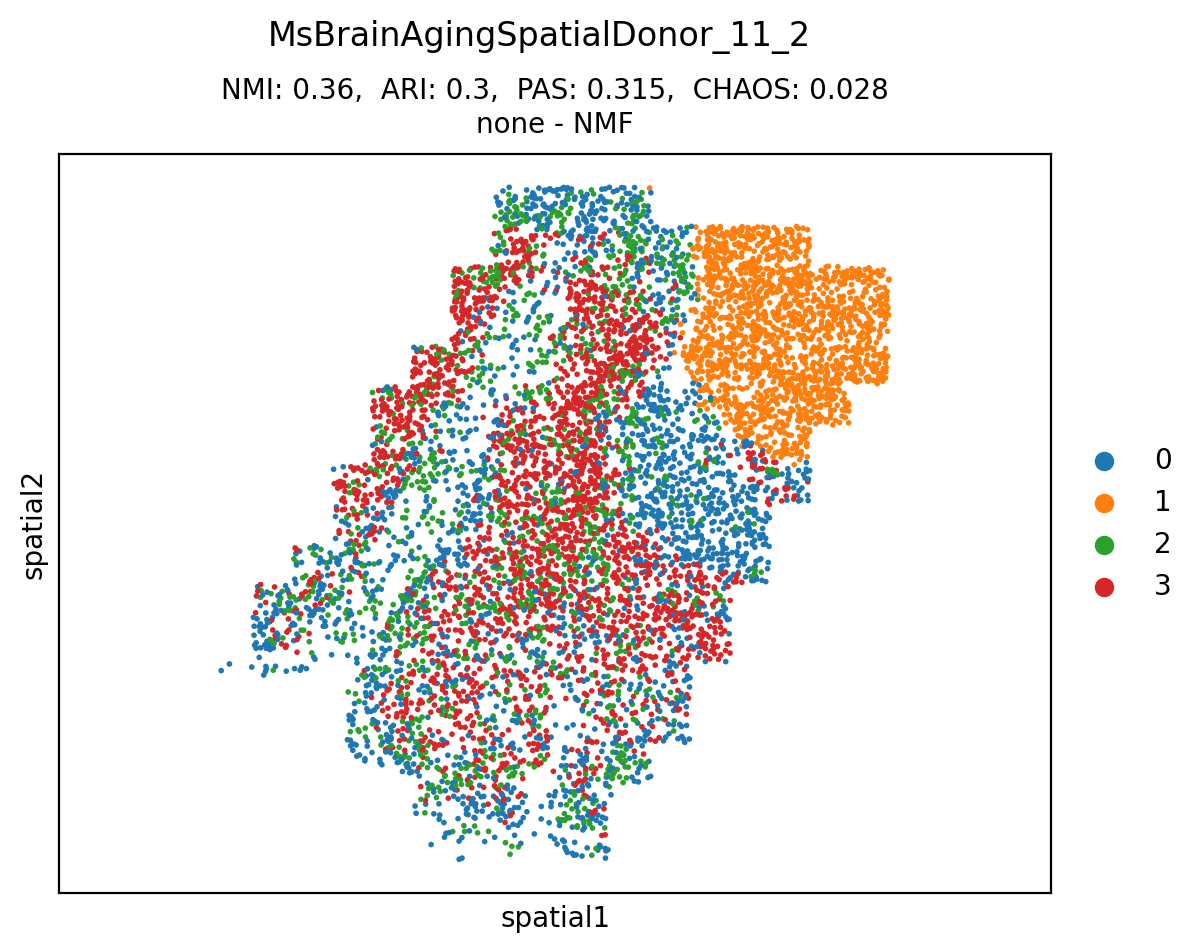 MsBrainAgingSpatialDonor_11_2
NMI: 0.36,  ARI: 0.3,  PAS: 0.315,  CHAOS: 0.028
none - NMF
spatial2
0
1
2
3
spatial1